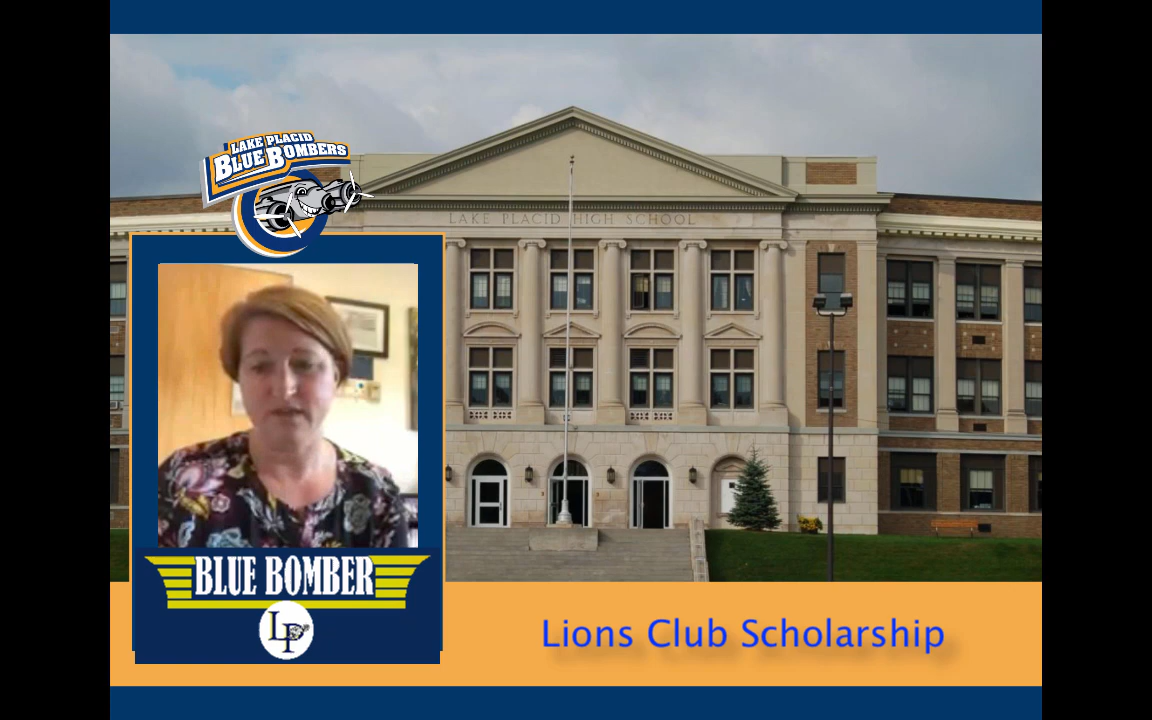 LAKE PLACID
BLUE BOMBERS
LAKE PLACID HIGH SCHOOL
BLUE BOMBER
LP
Lions Club Scholarship